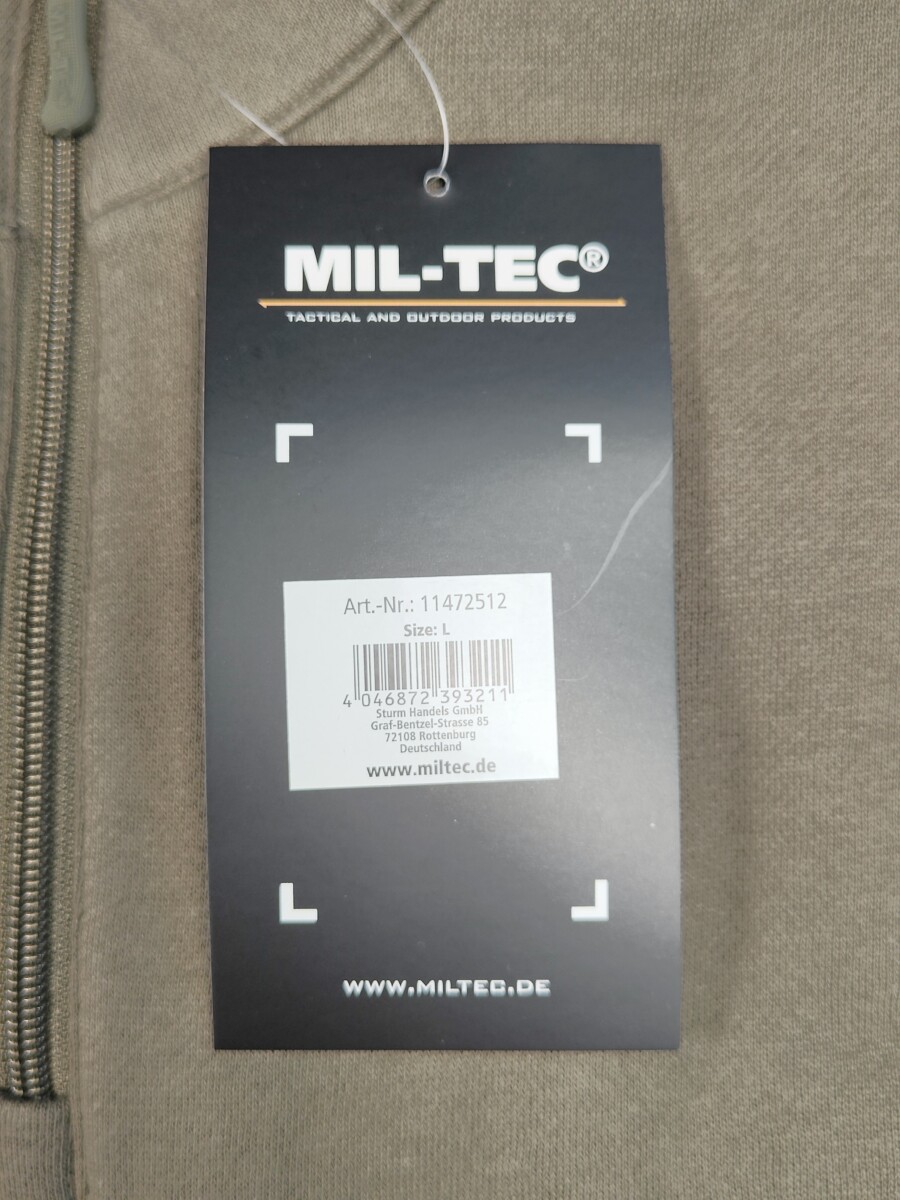 MIL-TEC®
TACTICAL AND OUTDOOR PRODUCTS
Art.-Nr.: 11472512
Size: L
4 046872 393211
Sturm Handels GmbH
Graf-Bentzel-Strasse 85
72108 Rottenburg
Deutschland
www.miltec.de
WWW.MILTEC.DE